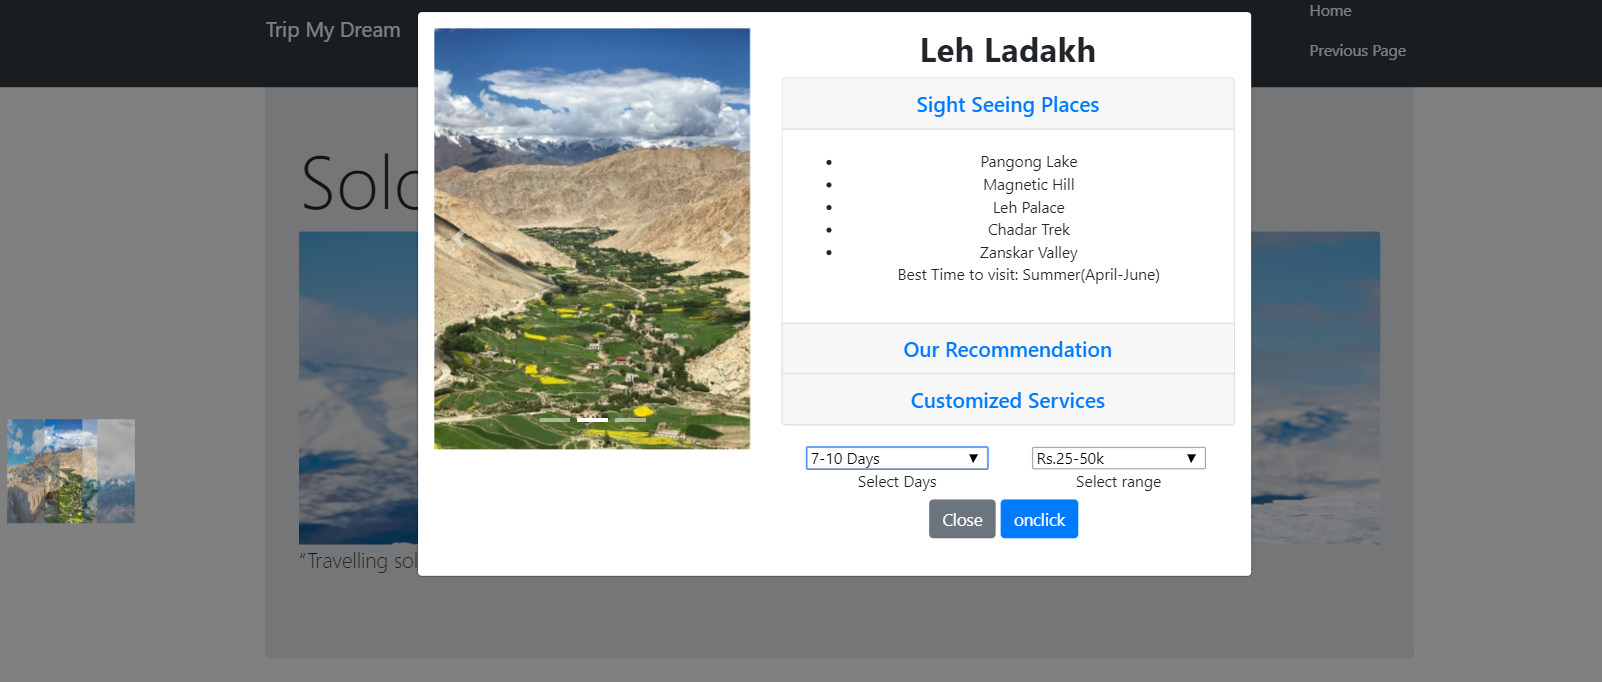 Trip My Dream
Home
Previous Page
Leh Ladakh
Sight Seeing Places
Pangong Lake
Magnetic Hill
Leh Palace
Chadar Trek
Zanskar Valley
Best Time to visit: Summer(April-June)
Our Recommendation
Customized Services
7-10 Days
Rs.25-50k
Select Days
Select range
Close
onclick
“Travelling